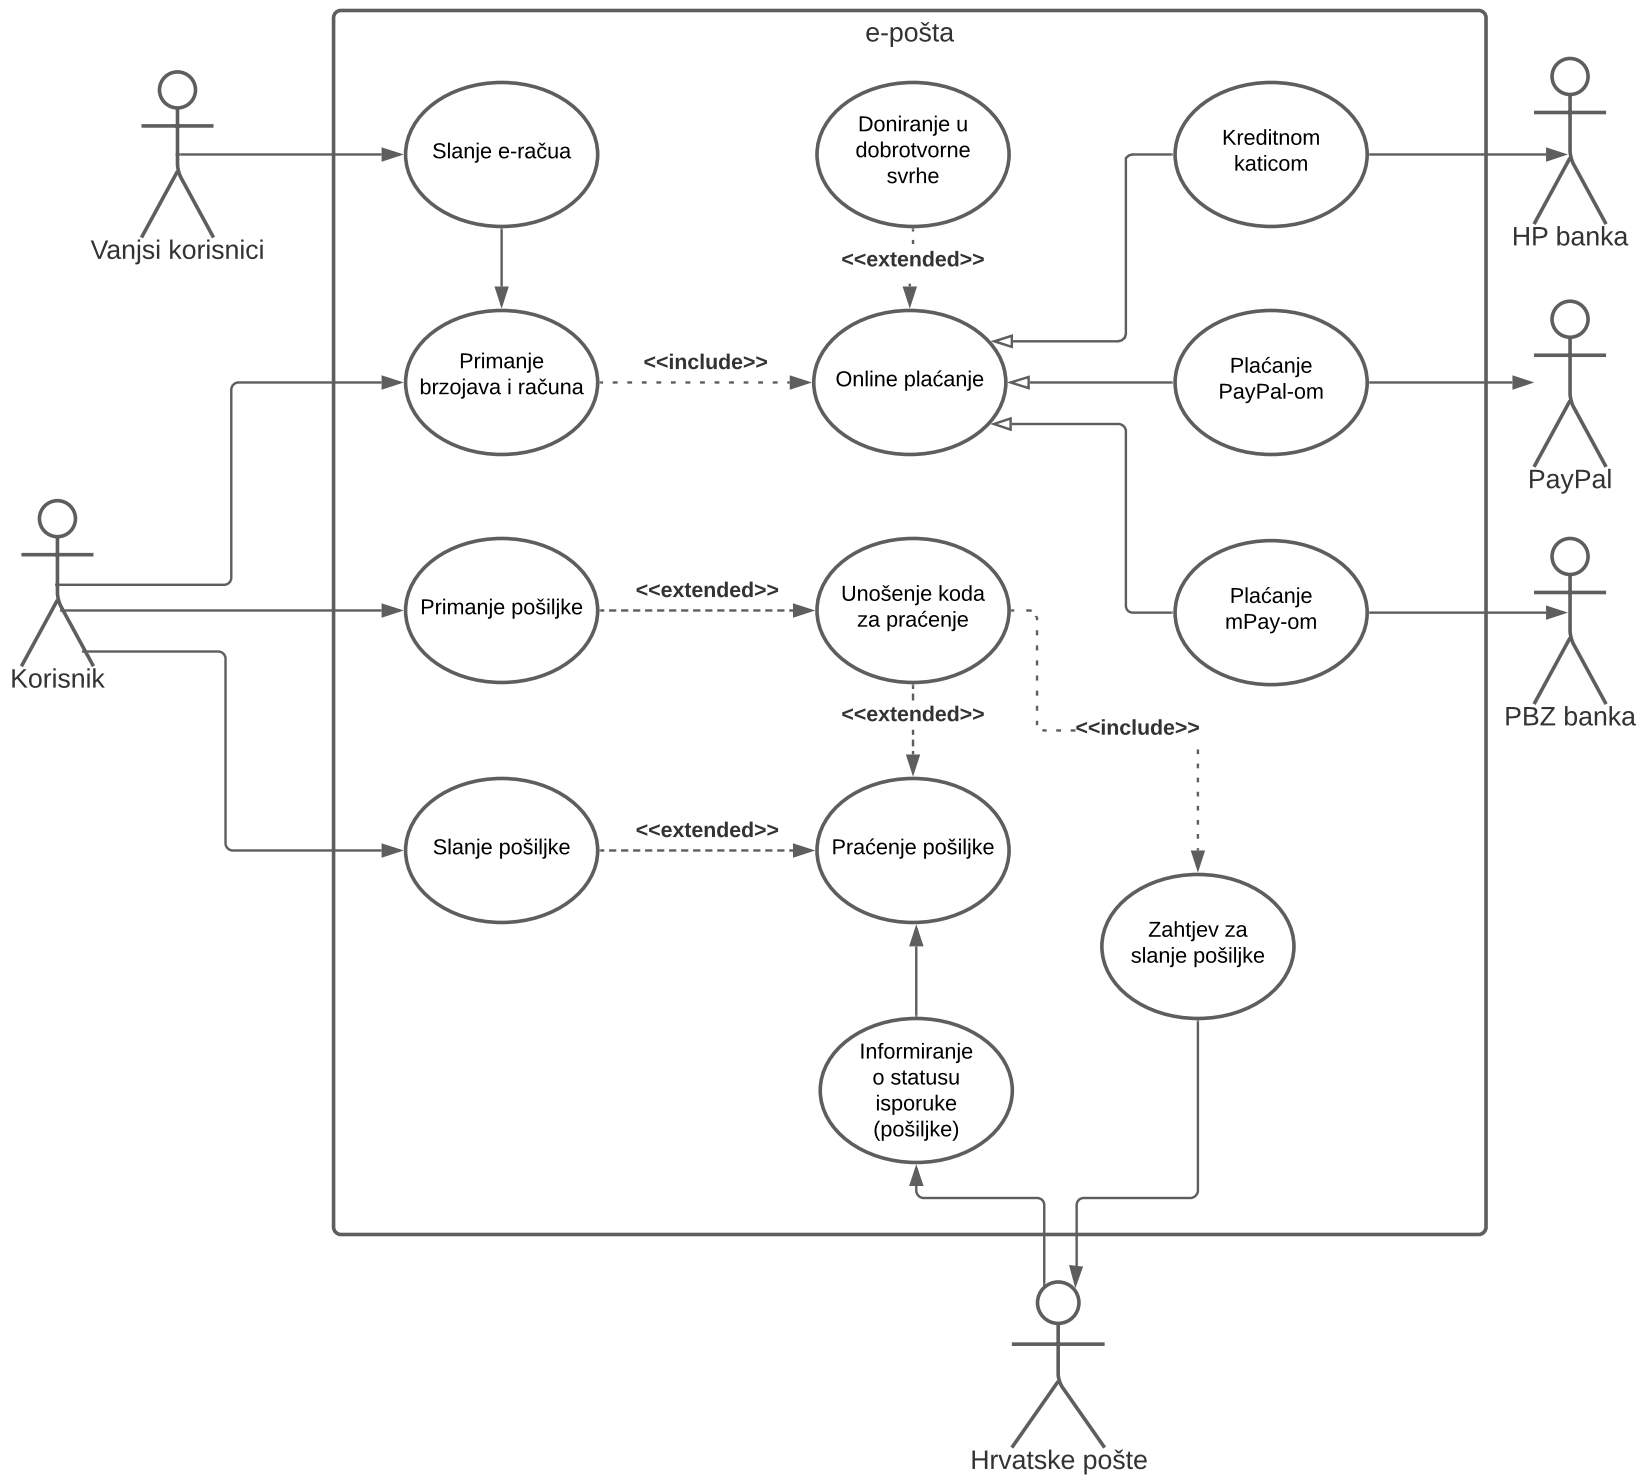 e-pošta
Vanjsi korisnici
Slanje e-račua
Doniranje u
dobrotvorne
svrhe
Kreditnom
katicom
HP banka
<<extended>>
Primanje
brzojava i računa
<<include>>
Online plaćanje
Plaćanje
PayPal-om
PayPal
Korisnik
Primanje pošiljke
<<extended>>
Unošenje koda
za praćenje
Plaćanje
mPay-om
PBZ banka
<<extended>>
<<include>>
Slanje pošiljke
<<extended>>
Praćenje pošiljke
Zahtjev za
slanje pošiljke
Informiranje
o statusu
isporuke
(pošiljke)
Hrvatske pošte